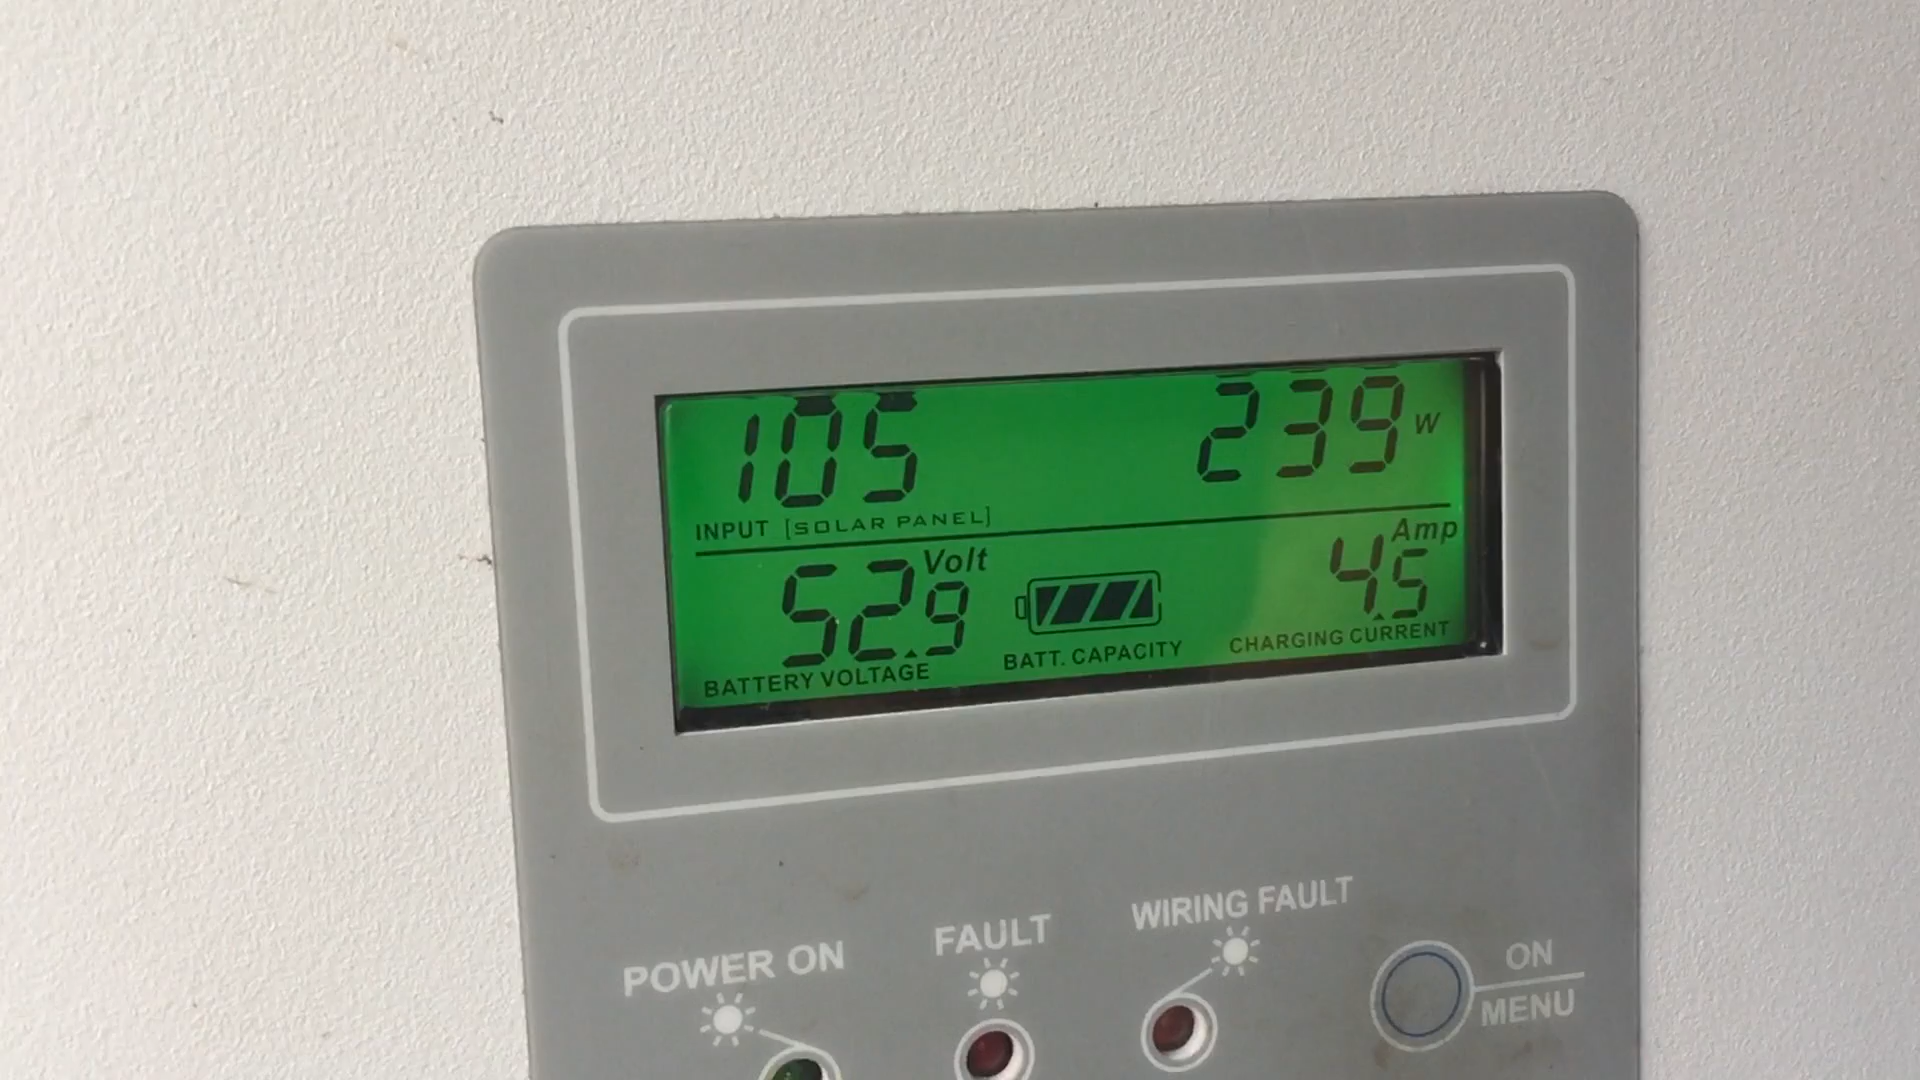 105 239 W
INPUT [SOLAR PANEL]
52.9 Volt 4.5 Amp
BATTERY VOLTAGE BATT. CAPACITY CHARGING CURRENT
POWER ON FAULT WIRING FAULT
ON
MENU